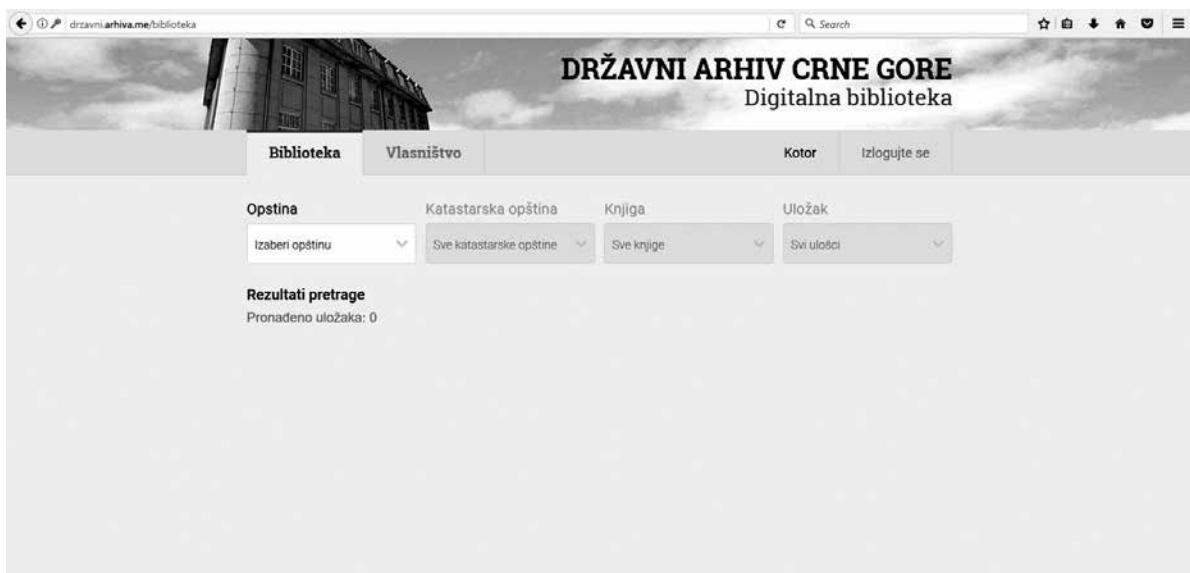 drzavni.arhiva.me/biblioteka
Search
DRŽAVNI ARHIV CRNE GORE
Digitalna biblioteka
Biblioteka Vlasništvo Kotor Izlogujte se
Opstina Katastarska opština Knjiga Uložak
Izaberi opštinu Sve katastarske opštine Sve knjige Svi ulošci
Rezultati pretrage
Pronađeno uložaka: 0